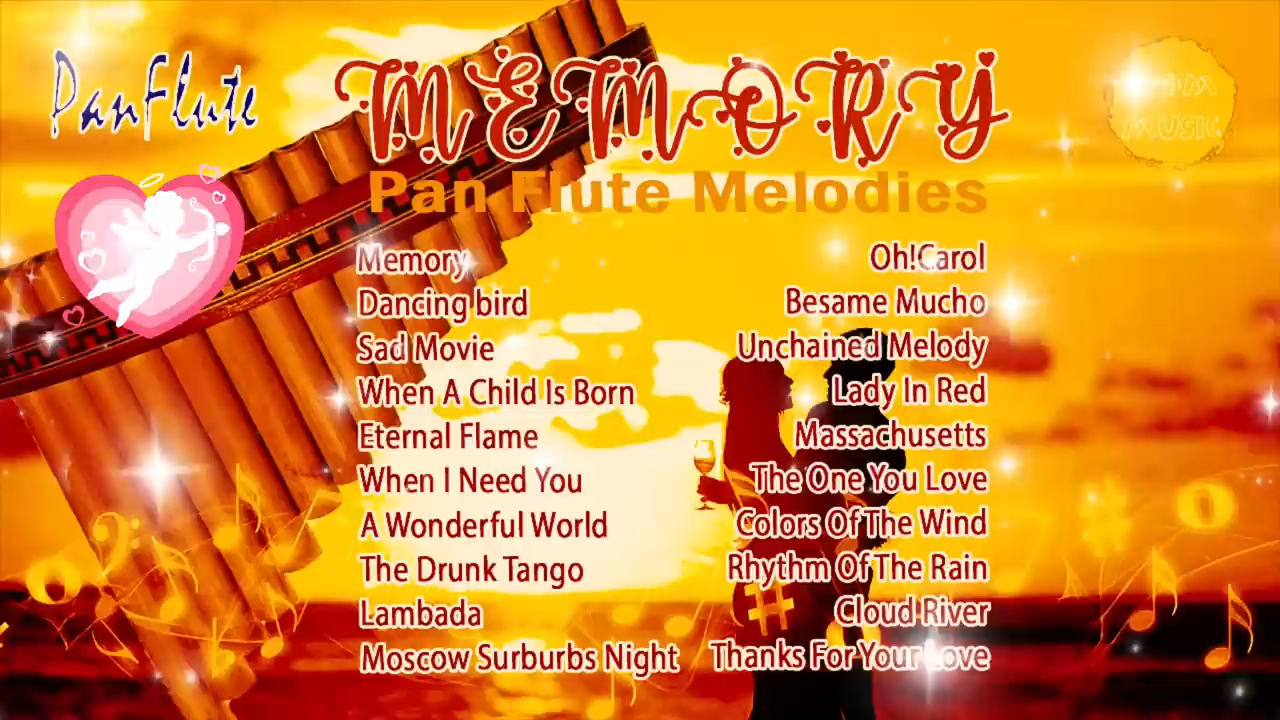 PanFlute
MEMORY
Pan Flute Melodies
MUSIC
Memory
Dancing bird
Sad Movie
When A Child Is Born
Eternal Flame
When I Need You
A Wonderful World
The Drunk Tango
Lambada
Moscow Surburbs Night
Oh!Carol
Besame Mucho
Unchained Melody
Lady In Red
Massachusetts
The One You Love
Colors Of The Wind
Rhythm Of The Rain
Cloud River
Thanks For Your Love